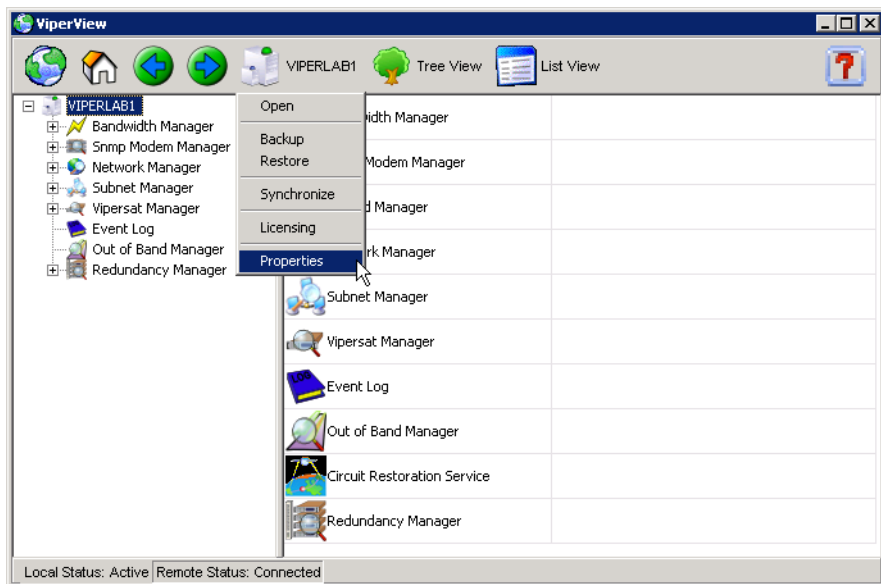 ViperView
VIPERLAB1 Tree View List View
VIPERLAB1
Bandwidth Manager
Snmp Modem Manager
Network Manager
Subnet Manager
Vipersat Manager
Event Log
Out of Band Manager
Redundancy Manager
Open
Backup
Restore
Synchronize
Licensing
Properties
width Manager
Modem Manager
d Manager
rk Manager
Subnet Manager
Vipersat Manager
Event Log
Out of Band Manager
Circuit Restoration Service
Redundancy Manager
Local Status: Active Remote Status: Connected